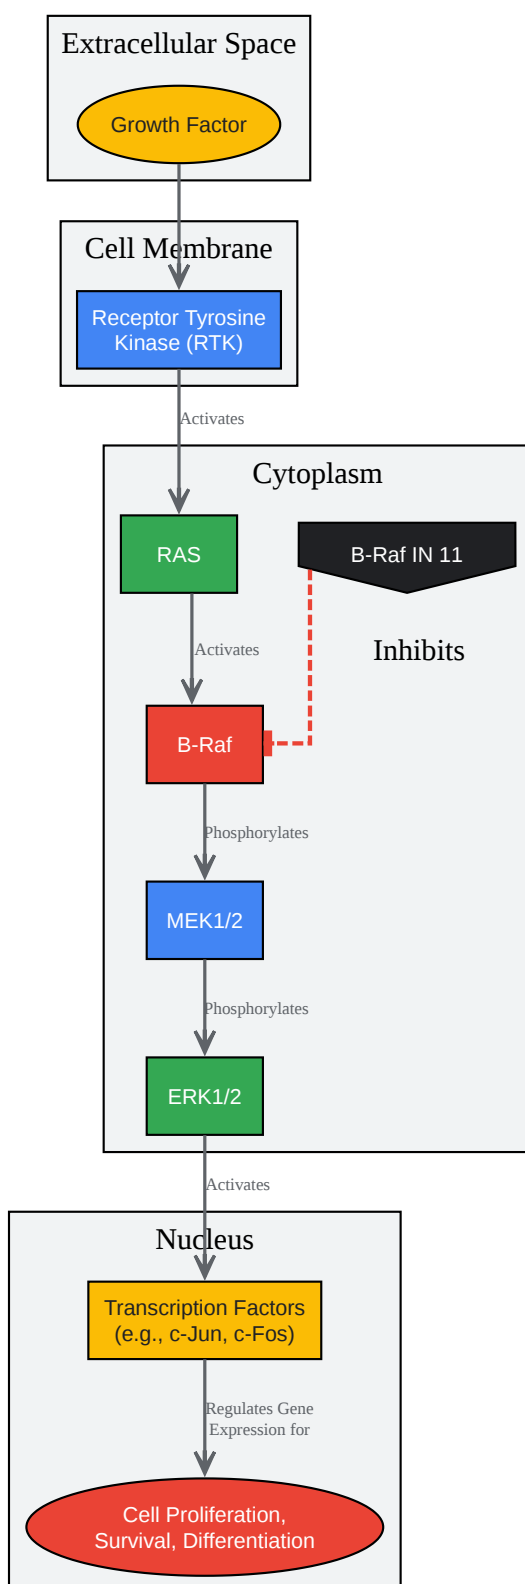 Extracellular Space
Growth Factor
Cell Membrane
Receptor Tyrosine
Kinase (RTK)
Activates
Cytoplasm
RAS
B-Raf IN 11
Activates
Inhibits
B-Raf
Phosphorylates
MEK1/2
Phosphorylates
ERK1/2
Activates
Nucleus
Transcription Factors
(e.g., c-Jun, c-Fos)
Regulates Gene
Expression for
Cell Proliferation,
Survival, Differentiation